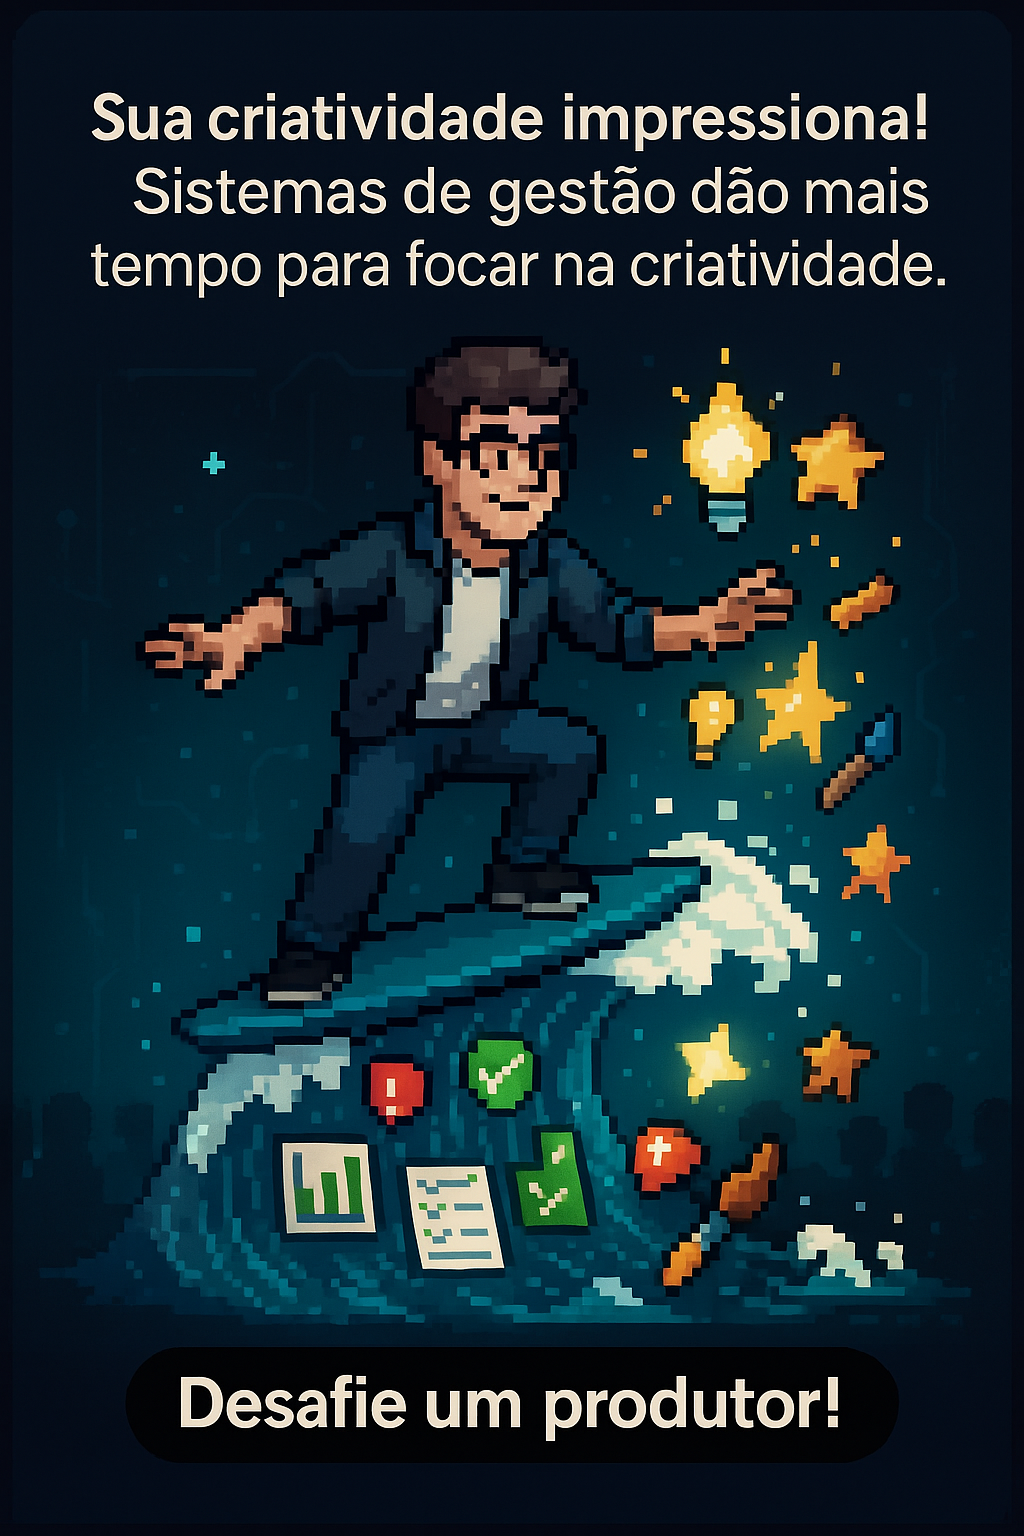 Sua criatividade impressiona!
Sistemas de gestão dão mais
tempo para focar na criatividade.
Desafie um produtor!